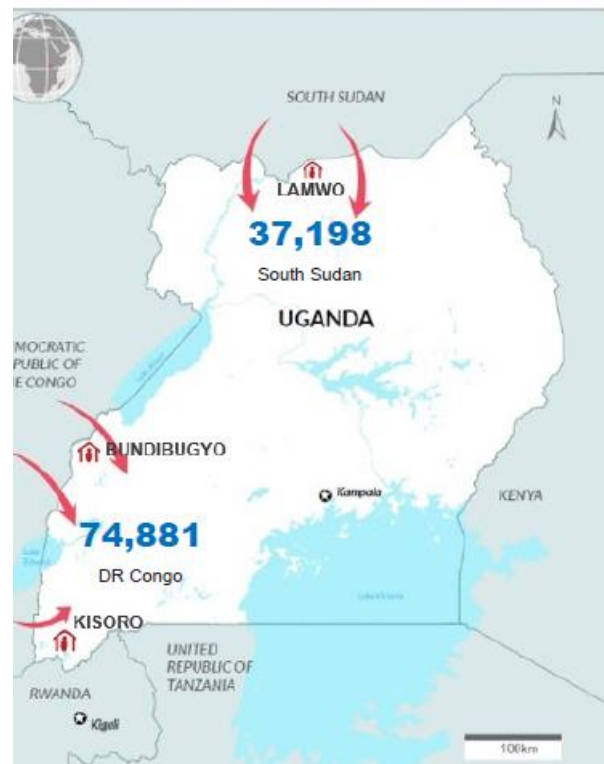 SOUTH SUDAN
N
LAMWO
37,198
South Sudan
UGANDA
MOCRATIC
PUBLIC OF
E CONGO
BUNDIBUGYO
Kampala
KENYA
74,881
DR Congo
KISORO
UNITED
REPUBLIC OF
TANZANIA
RWANDA
Kigali
100km